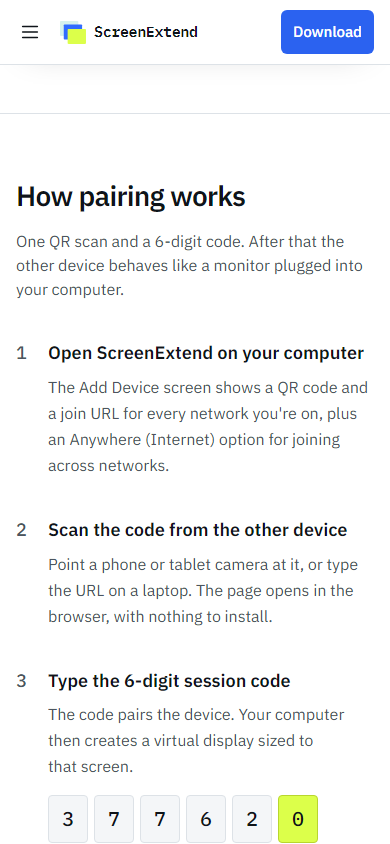 ScreenExtend
Download
How pairing works
One QR scan and a 6-digit code. After that the
other device behaves like a monitor plugged into
your computer.
1 Open ScreenExtend on your computer
The Add Device screen shows a QR code and
a join URL for every network you're on, plus
an Anywhere (Internet) option for joining
across networks.
2 Scan the code from the other device
Point a phone or tablet camera at it, or type
the URL on a laptop. The page opens in the
browser, with nothing to install.
3 Type the 6-digit session code
The code pairs the device. Your computer
then creates a virtual display sized to
that screen.
3 7 7 6 2 0